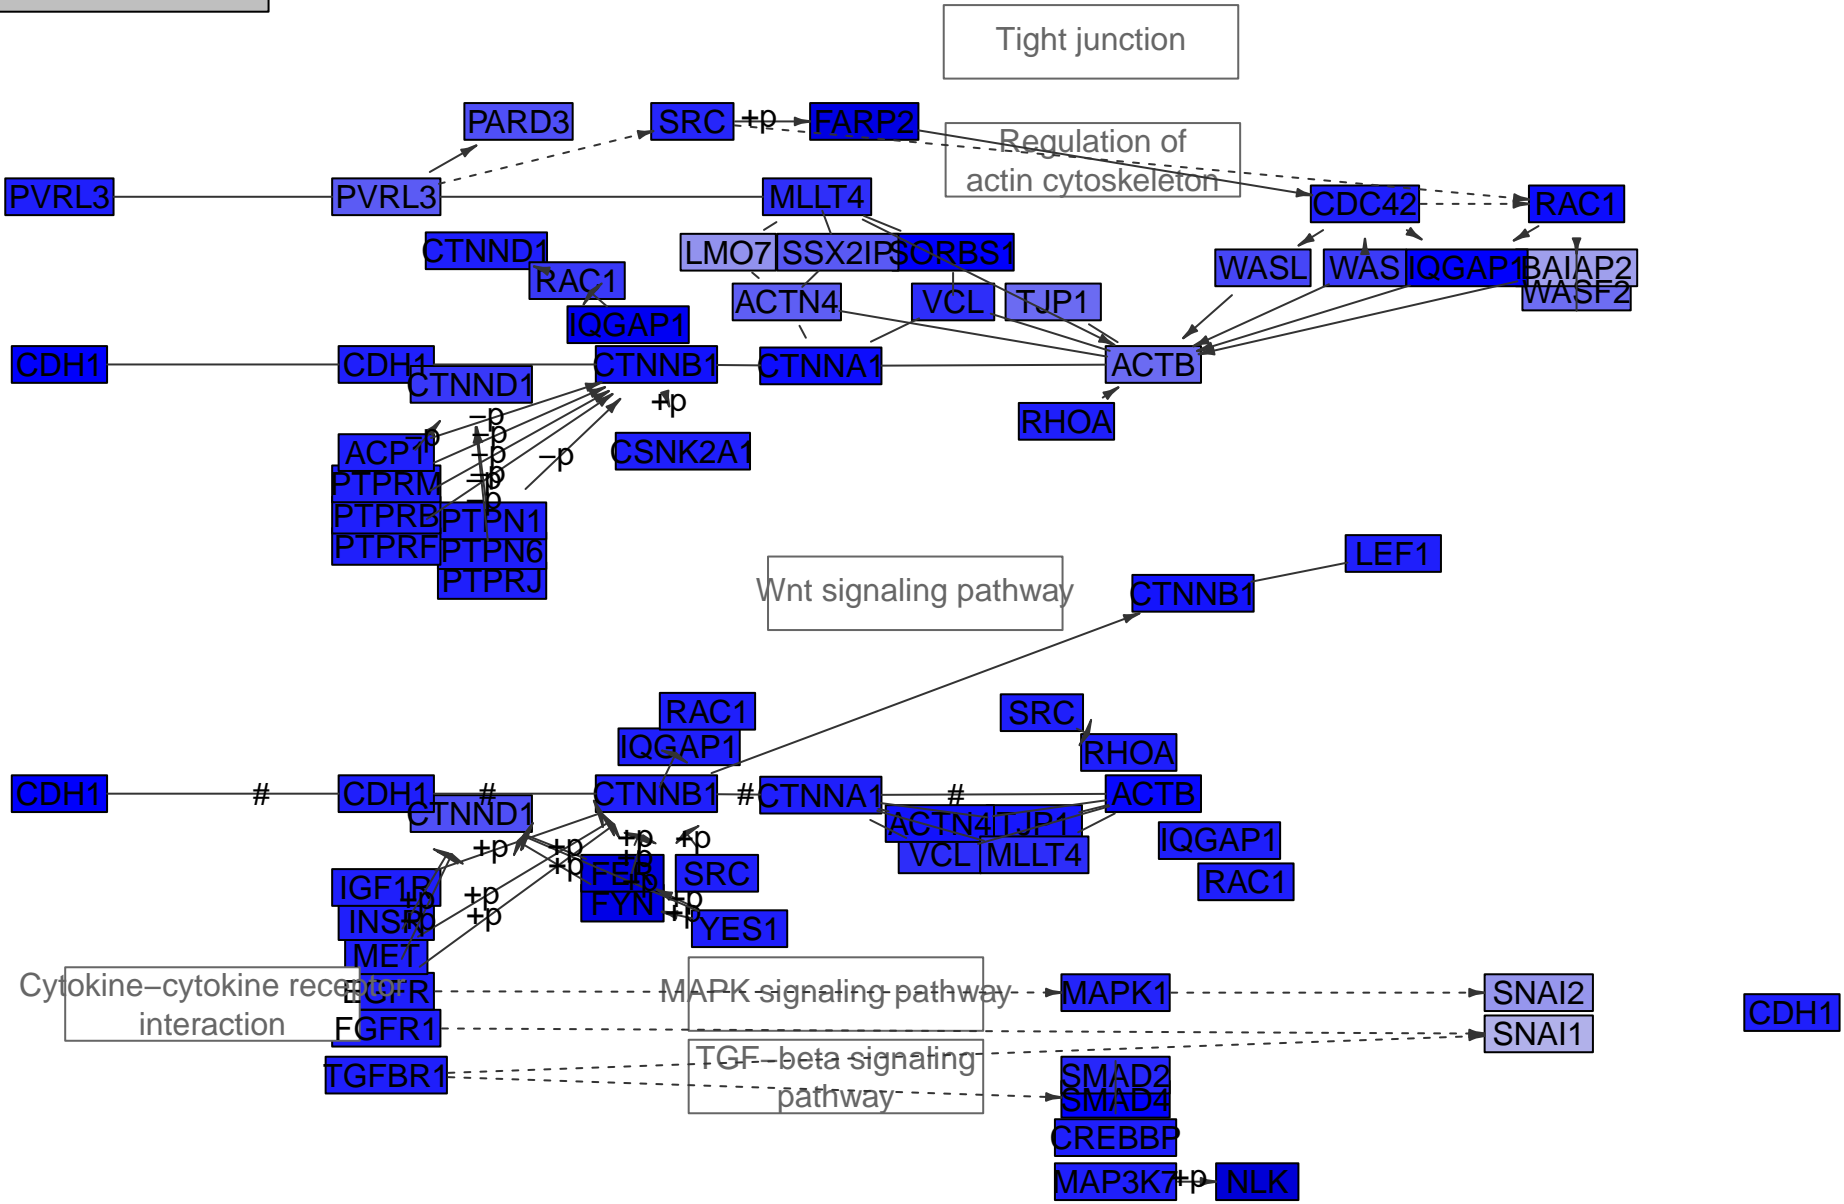 Tight junction
PARD3
SRC
+p
FARP2
Regulation of
actin cytoskeleton
PVRL3
PVRL3
MLLT4
CDC42
RAC1
CTNND1
LMO7
SSX2IP
SORBS1
WASL
WAS
IQGAP1
BAIAP2
RAC1
ACTN4
VCL
TJP1
WASF2
IQGAP1
CDH1
CDH1
CTNNB1
CTNNA1
ACTB
CTNND1
+p
–p
RHOA
–p
–p
ACP1
–p
–p
CSNK2A1
–p
PTPRM
–p
–p
PTPRB
PTPN1
PTPRF
PTPN6
LEF1
PTPRJ
Wnt signaling pathway
CTNNB1
RAC1
SRC
IQGAP1
RHOA
CDH1
#
CDH1
#
CTNNB1
#
CTNNA1
#
ACTB
CTNND1
ACTN4
TJP1
+p
+p
+p
+p
IQGAP1
+p
+p
VCL
MLLT4
FER
SRC
IGF1R
+p
+p
+p
RAC1
+p
FYN
+p
INSR
+p
+p
+p
YES1
MET
Cytokine–cytokine receptor
interaction
EGFR
MAPK signaling pathway
MAPK1
SNAI2
CDH1
FGFR1
SNAI1
TGF–beta signaling
pathway
TGFBR1
SMAD2
SMAD4
CREBBP
MAP3K7
+p
NLK